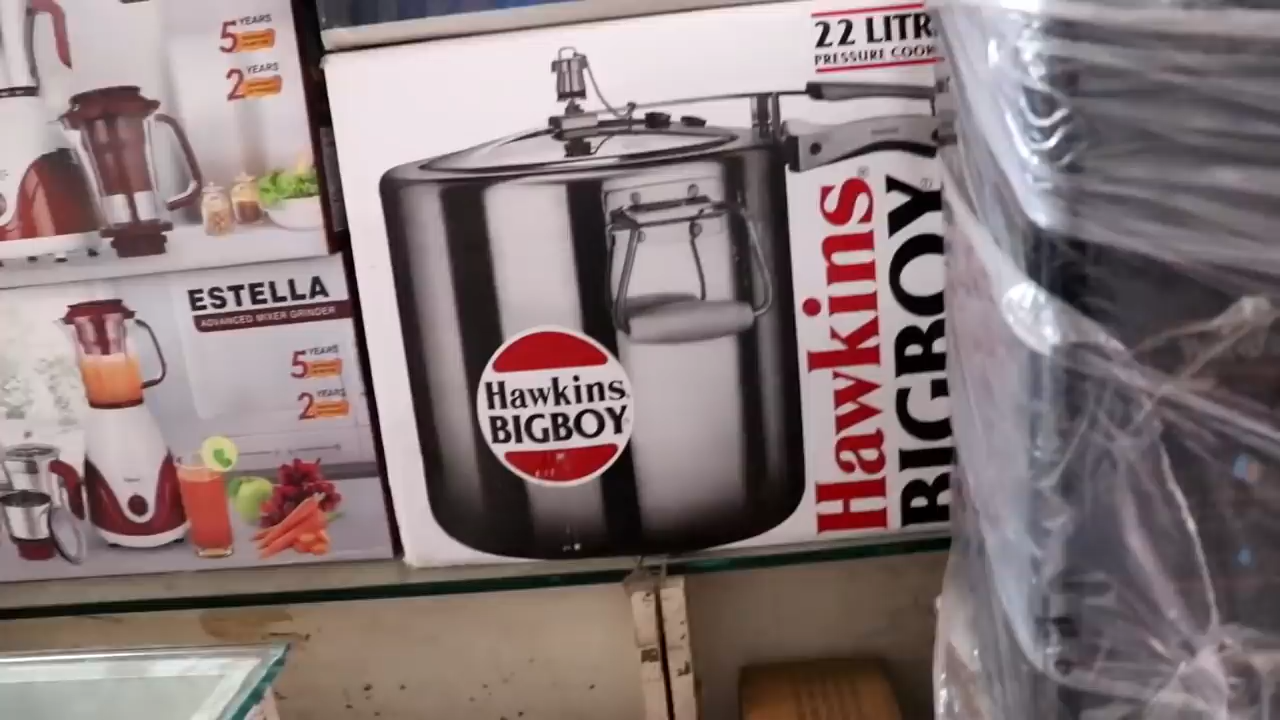 5 YEARS
2 YEARS
ESTELLA
ADVANCED MIXER GRINDER
5 YEARS
2 YEARS
22 LITR
PRESSURE COOK
Hawkins
BIGBOY
Hawkins®
BIGBOY